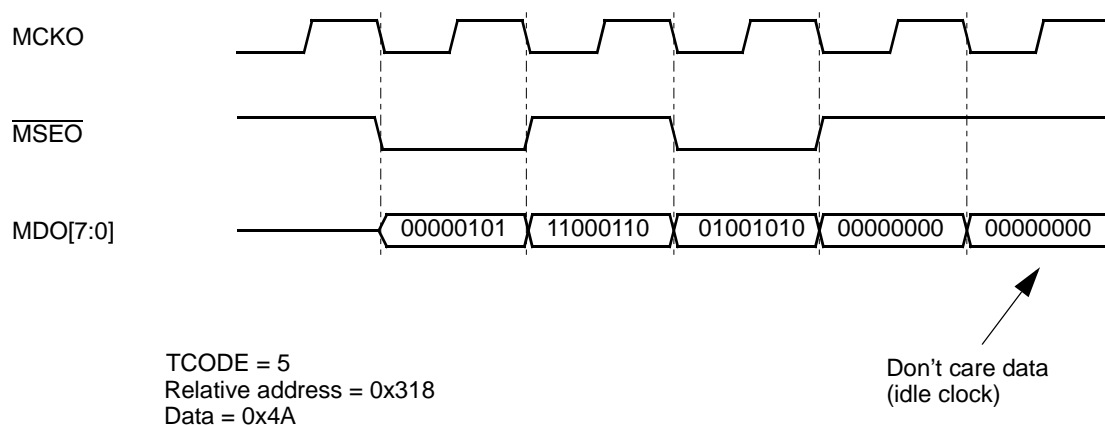 MCKO
MSEO
MDO[7:0]
00000101 11000110 01001010 00000000 00000000
TCODE = 5
Relative address = 0x318
Data = 0x4A
Don't care data
(idle clock)